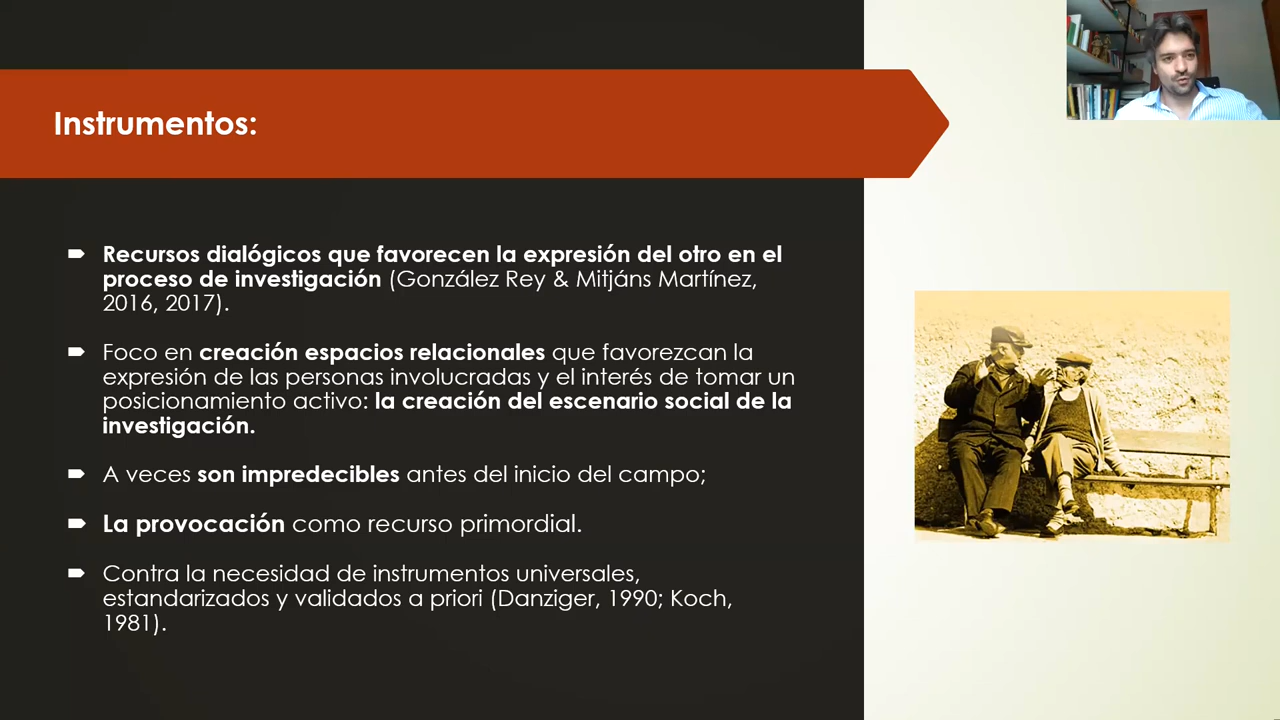 Instrumentos:
Recursos dialógicos que favorecen la expresión del otro en el
proceso de investigación (González Rey & Mitjáns Martínez,
2016, 2017).
Foco en creación espacios relacionales que favorezcan la
expresión de las personas involucradas y el interés de tomar un
posicionamiento activo: la creación del escenario social de la
investigación.
A veces son impredecibles antes del inicio del campo;
La provocación como recurso primordial.
Contra la necesidad de instrumentos universales,
estandarizados y validados a priori (Danziger, 1990; Koch,
1981).